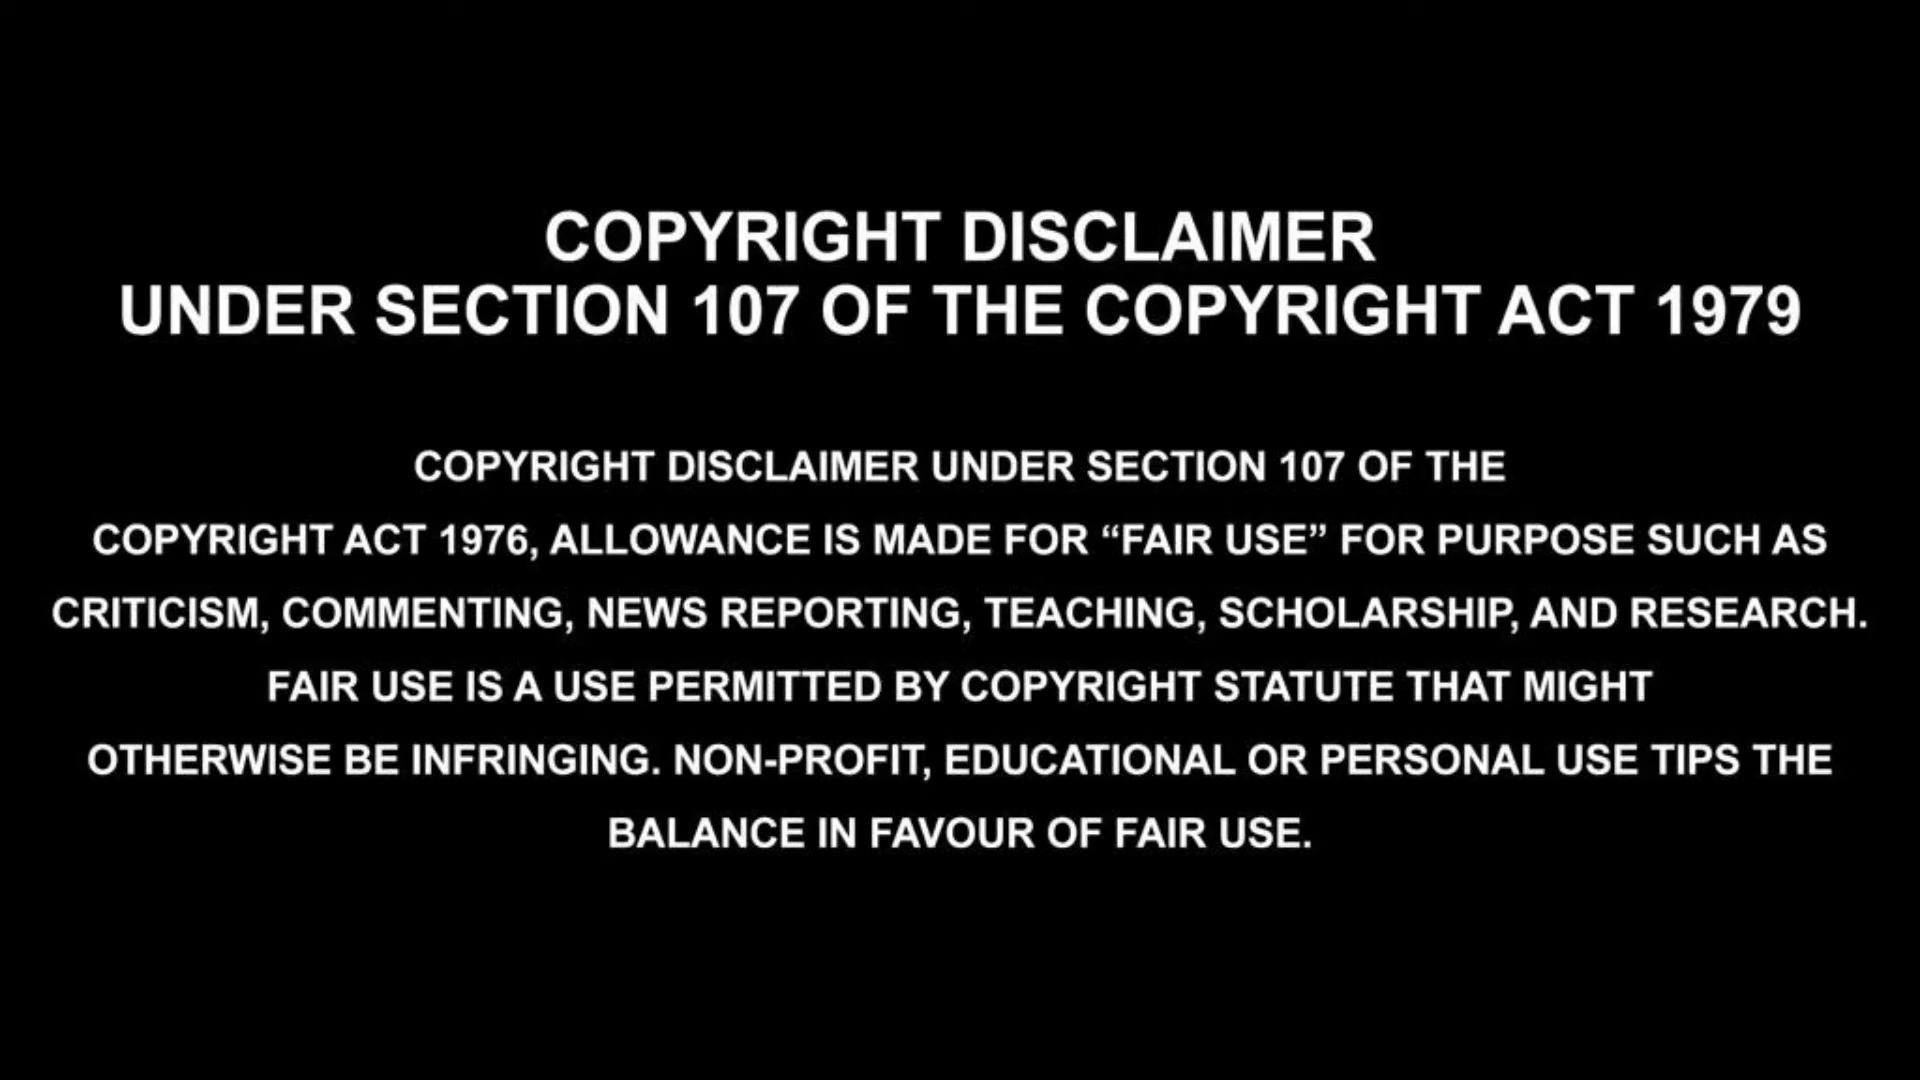 COPYRIGHT DISCLAIMER
UNDER SECTION 107 OF THE COPYRIGHT ACT 1979
COPYRIGHT DISCLAIMER UNDER SECTION 107 OF THE
COPYRIGHT ACT 1976, ALLOWANCE IS MADE FOR “FAIR USE” FOR PURPOSE SUCH AS
CRITICISM, COMMENTING, NEWS REPORTING, TEACHING, SCHOLARSHIP, AND RESEARCH.
FAIR USE IS A USE PERMITTED BY COPYRIGHT STATUTE THAT MIGHT
OTHERWISE BE INFRINGING. NON-PROFIT, EDUCATIONAL OR PERSONAL USE TIPS THE
BALANCE IN FAVOUR OF FAIR USE.